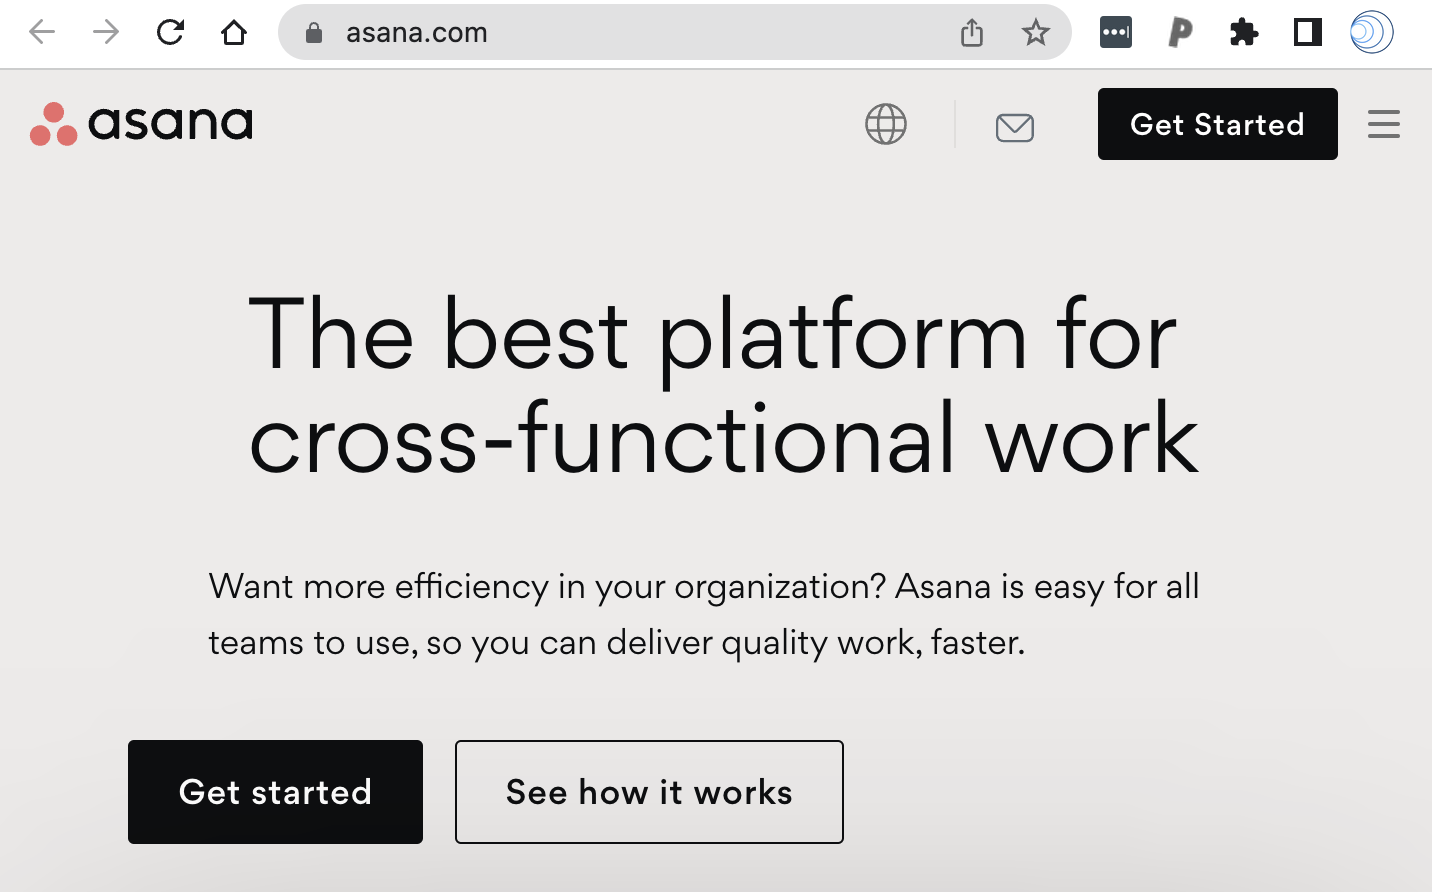 asana.com
asana
Get Started
The best platform for
cross-functional work
Want more efficiency in your organization? Asana is easy for all
teams to use, so you can deliver quality work, faster.
Get started
See how it works